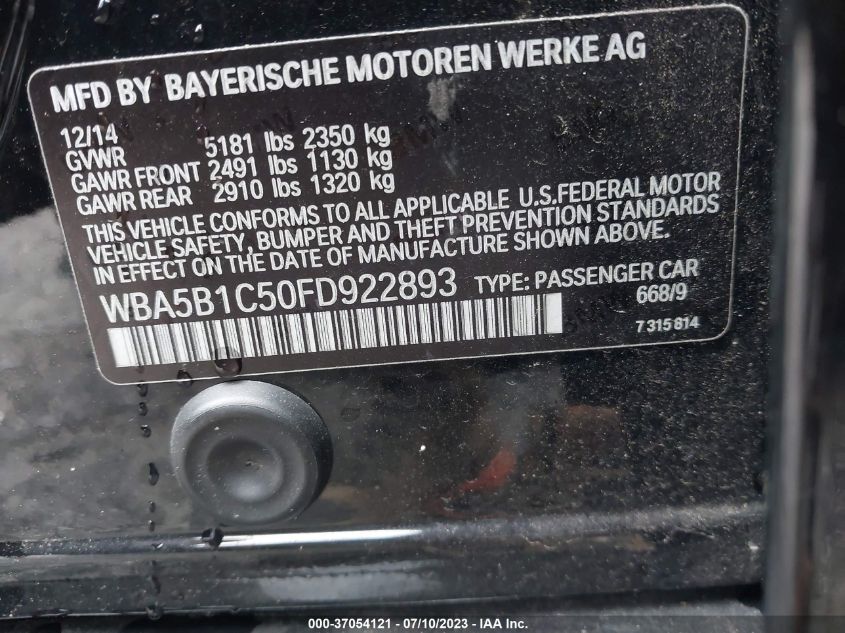 MFD BY BAYERISCHE MOTOREN WERKE AG
12/14
GVWR 5181 lbs 2350 kg
GAWR FRONT 2491 lbs 1130 kg
GAWR REAR 2910 lbs 1320 kg
THIS VEHICLE CONFORMS TO ALL APPLICABLE U.S.FEDERAL MOTOR
VEHICLE SAFETY, BUMPER AND THEFT PREVENTION STANDARDS
IN EFFECT ON THE DATE OF MANUFACTURE SHOWN ABOVE.
WBA5B1C50FD922893 TYPE: PASSENGER CAR
668/9
7 315 814
000-37054121 / 07/10/2023 - © IAA Inc.